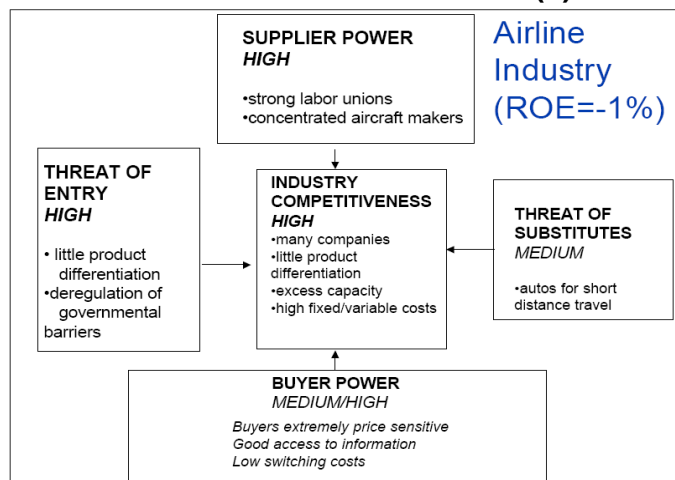 SUPPLIER POWER
HIGH
•strong labor unions
•concentrated aircraft makers
Airline
Industry
(ROE=-1%)
THREAT OF
ENTRY
HIGH
• little product
differentiation
•deregulation of
governmental
barriers
INDUSTRY
COMPETITIVENESS
HIGH
•many companies
•little product
differentiation
•excess capacity
•high fixed/variable costs
THREAT OF
SUBSTITUTES
MEDIUM
•autos for short
distance travel
BUYER POWER
MEDIUM/HIGH
Buyers extremely price sensitive
Good access to information
Low switching costs